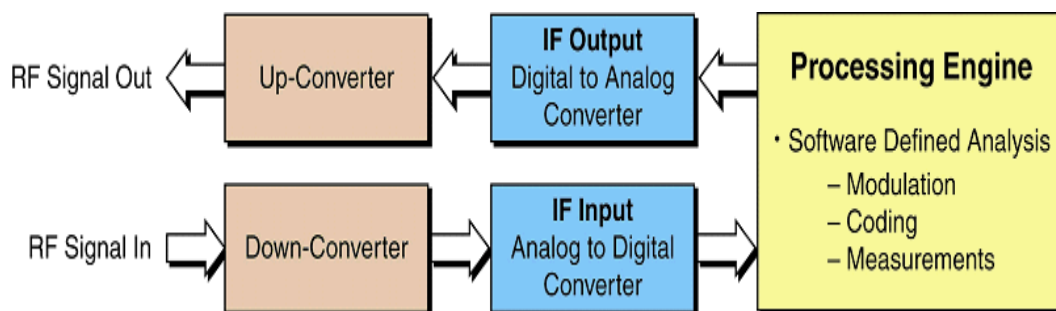 RF Signal Out
Up-Converter
IF Output
Digital to Analog
Converter
Processing Engine
· Software Defined Analysis
– Modulation
– Coding
– Measurements
RF Signal In
Down-Converter
IF Input
Analog to Digital
Converter